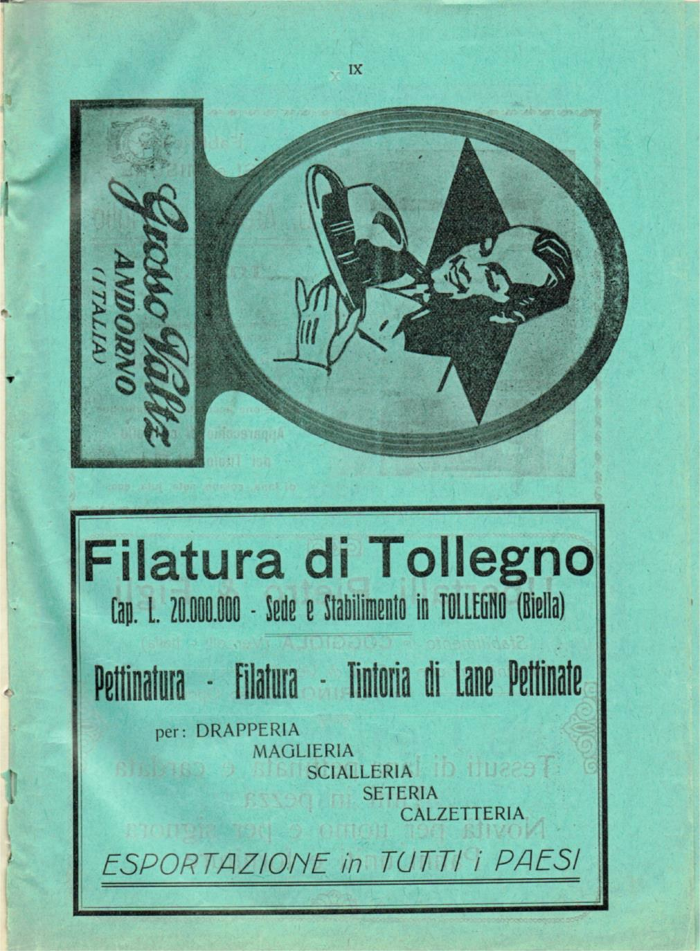 IX
Grosso Valtz
ANDORNO
(ITALIA)
Filatura di Tollegno
Cap. L. 20.000.000 - Sede e Stabilimento in TOLLEGNO (Biella)
Pettinatura - Filatura - Tintoria di Lane Pettinate
per: DRAPPERIA
MAGLIERIA
SCIALLERIA
SETERIA
CALZETTERIA
ESPORTAZIONE in TUTTI i PAESI